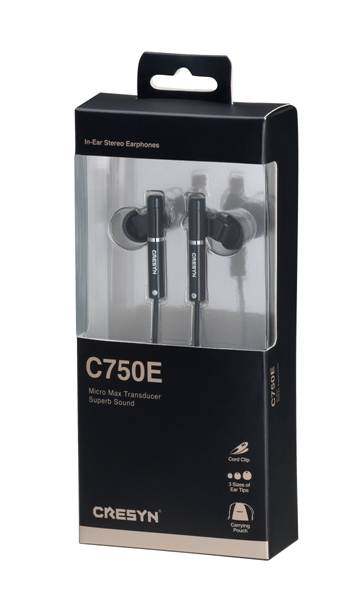 In-Ear Stereo Earphones
CRESYN
CRESYN
C750E
Micro Max Transducer
Superb Sound
Cord Clip
3 Sizes of
Ear Tips
Carrying
Pouch
CRESYN
C750E